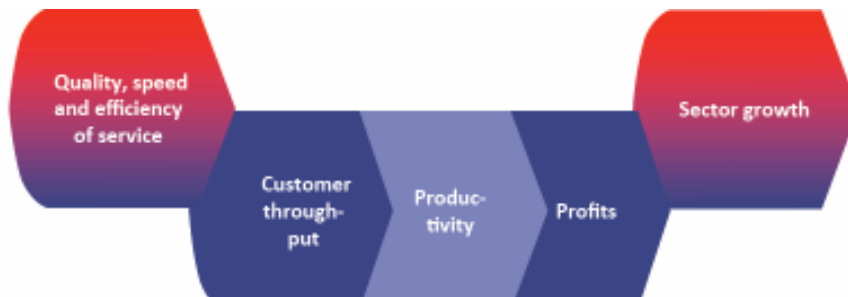 Quality, speed
and efficiency
of service
Customer
through-
put
Produc-
tivity
Profits
Sector growth